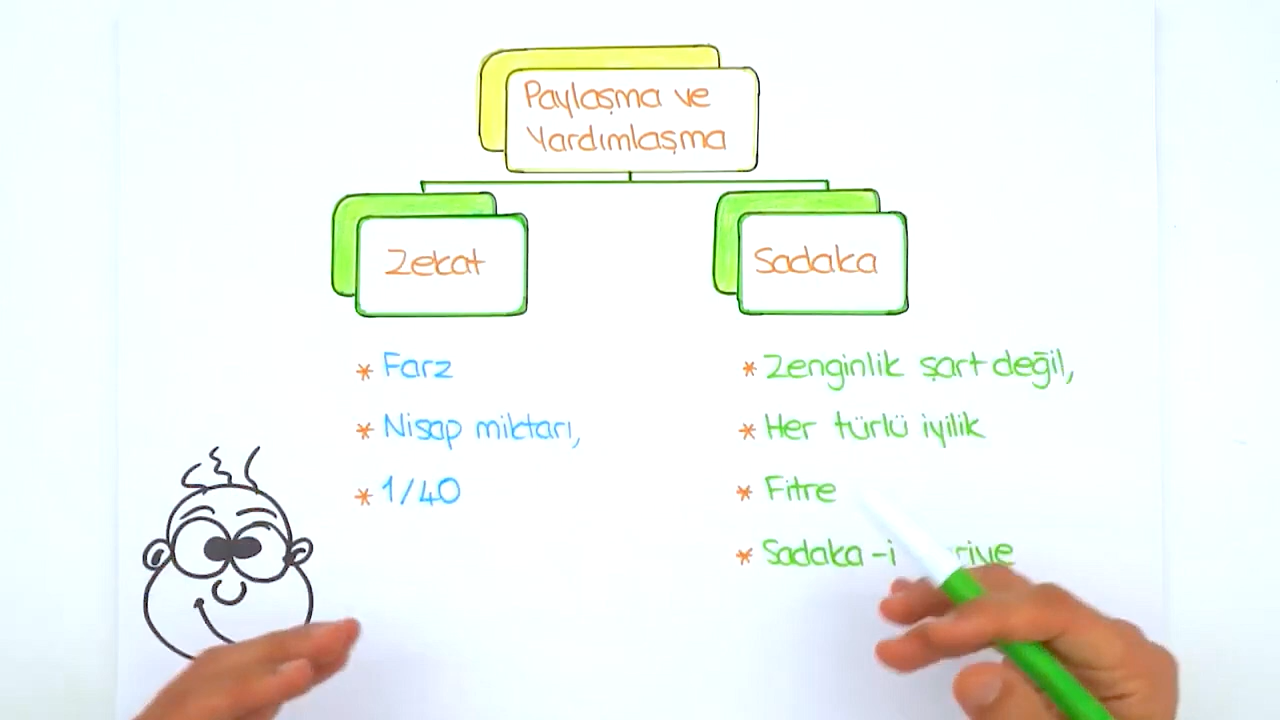 Paylaşma ve
Yardımlaşma
Zekat
Sadaka
* Farz
* Nisap miktarı,
* 1/40
* Zenginlik şart değil,
* Her türlü iyilik
* Fitre
* Sadaka-i